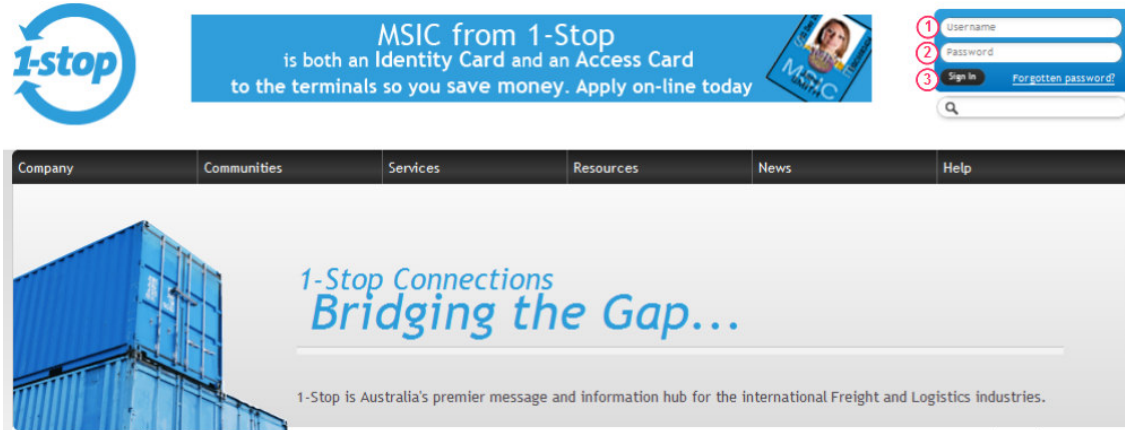 1-stop
MSIC from 1-Stop
is both an Identity Card and an Access Card
to the terminals so you save money. Apply on-line today
MSIC
1 Username
2 Password
3 Sign In Forgotten password?
Company Communities Services Resources News Help
1-Stop Connections
Bridging the Gap...
1-Stop is Australia's premier message and information hub for the international Freight and Logistics industries.